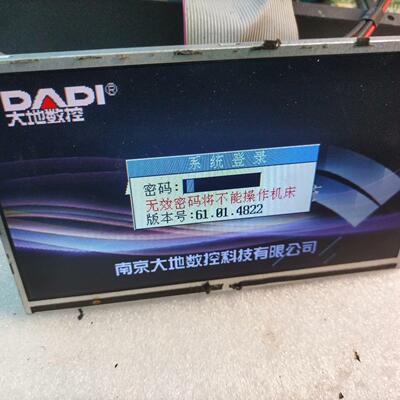 DADI®
大地数控
系统登录
密码:
无效密码将不能操作机床
版本号:61.01.4822
南京大地数控科技有限公司